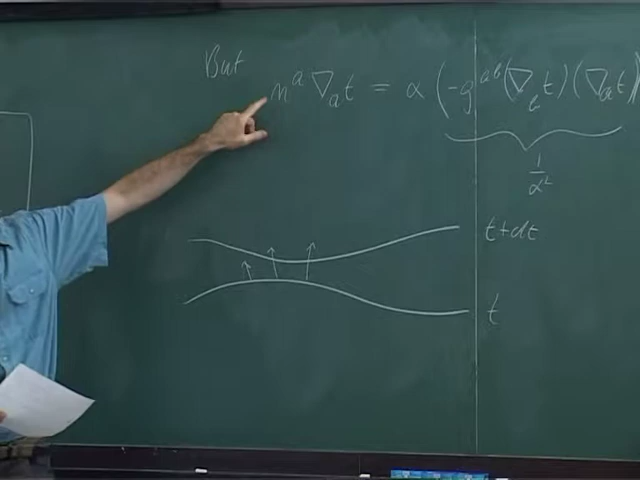 But
n^a ∇_a t = α (-g^{ab} (∇_b t)(∇_a t))
1/α²
t+dt
t